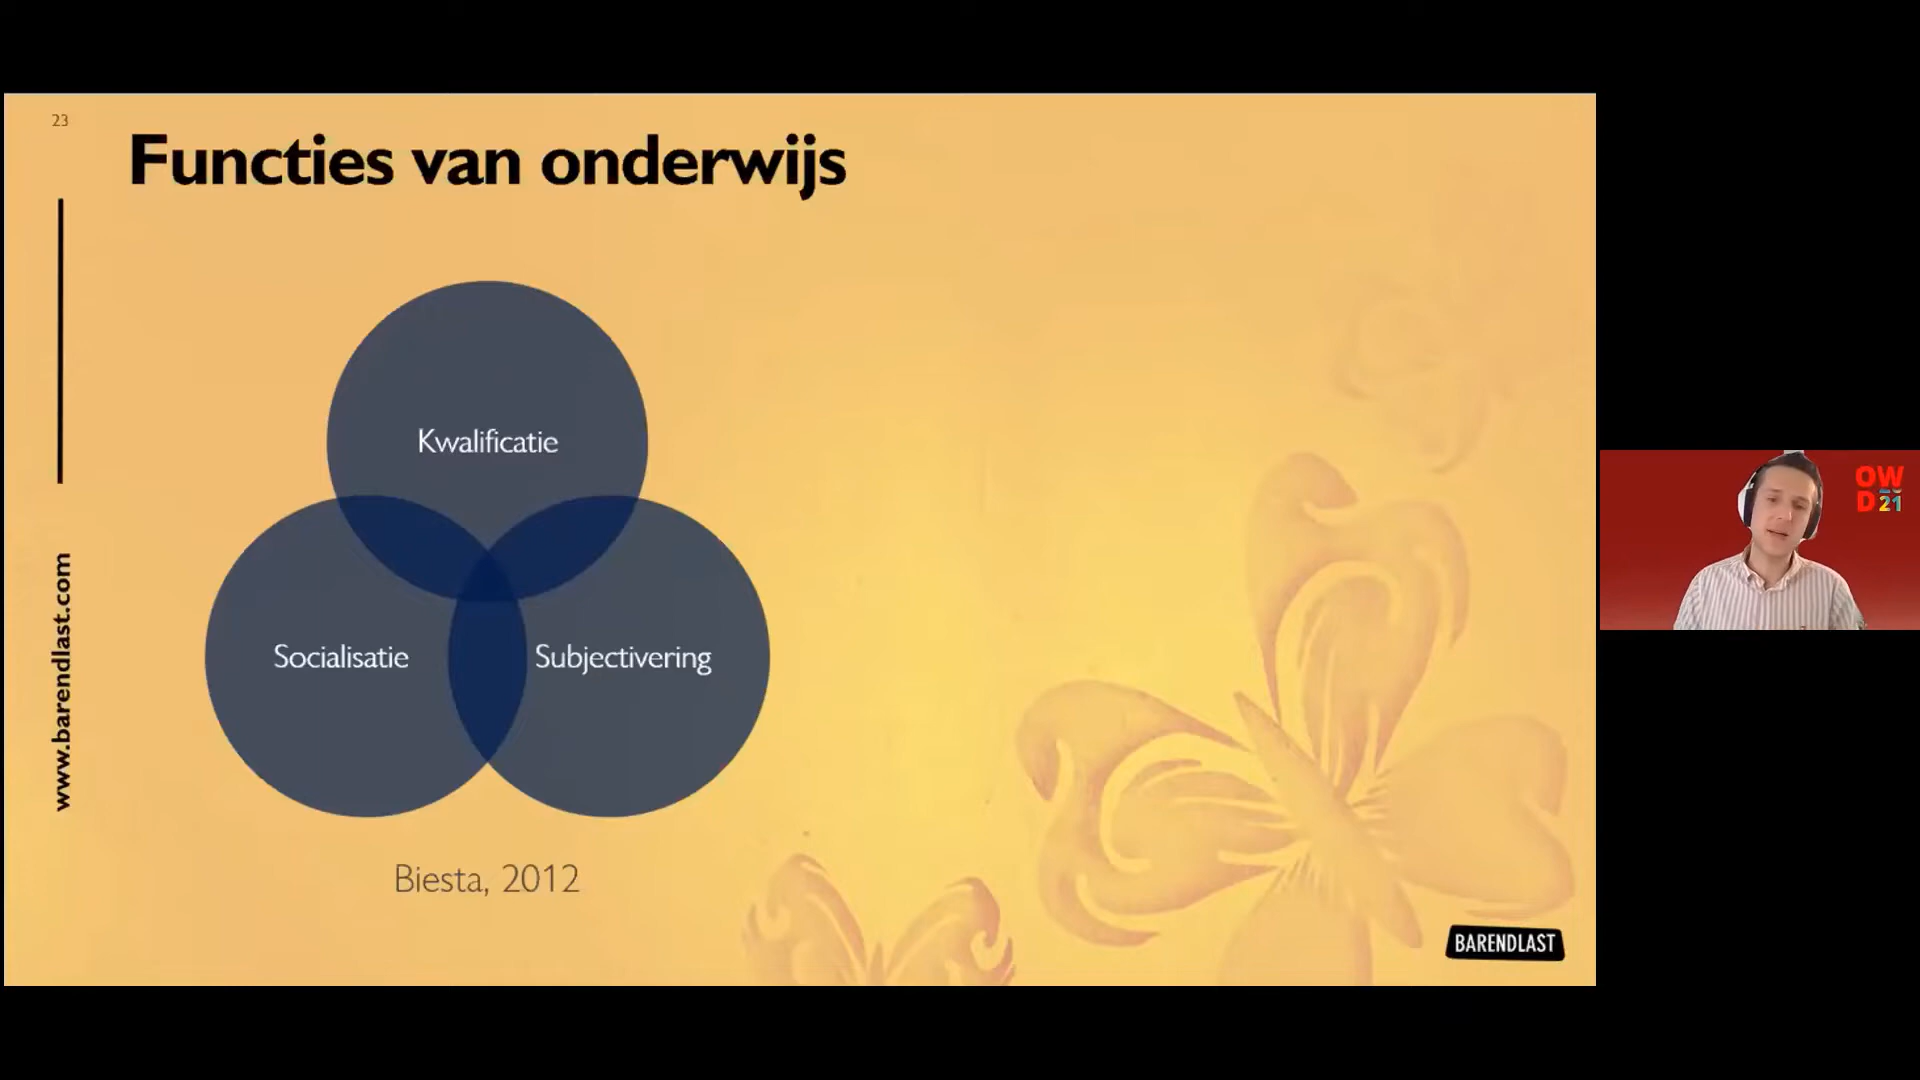 23
Functies van onderwijs
www.barendlast.com
Kwalificatie
Socialisatie
Subjectivering
Biesta, 2012
BARENDLAST
OW
D21